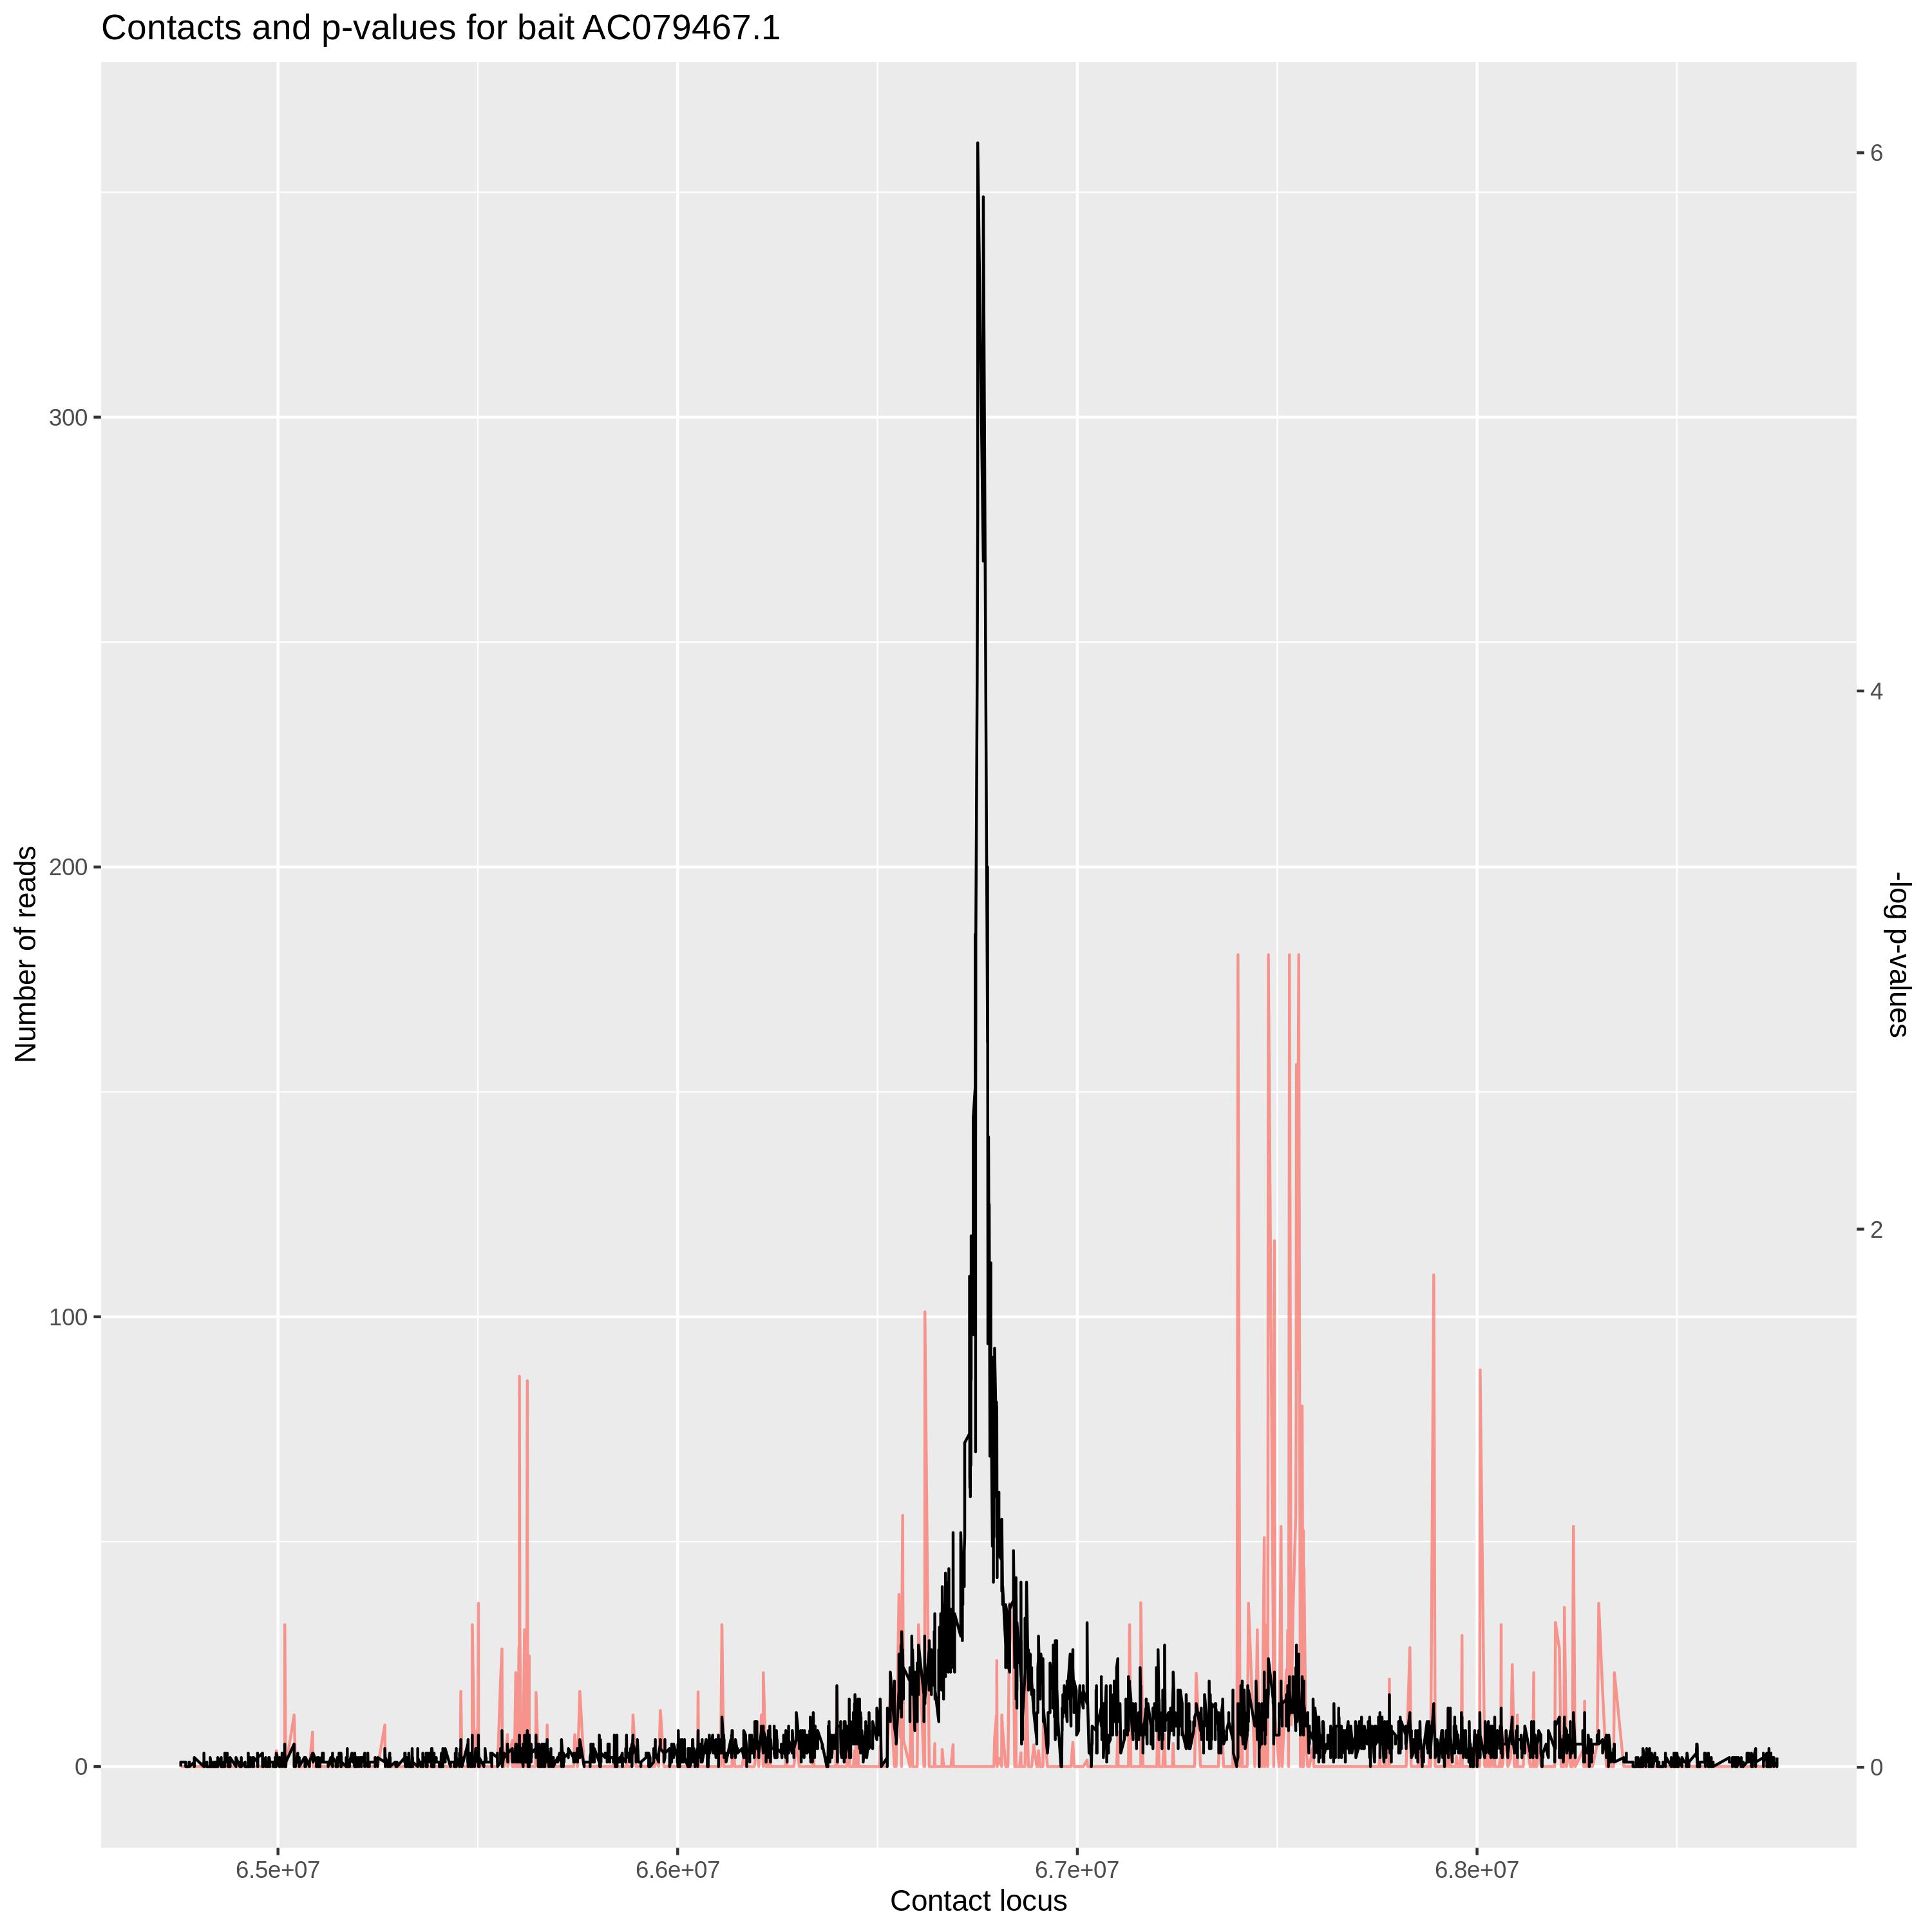 Contacts and p-values for bait AC079467.1
Number of reads
300
200
100
0
6
4
2
0
-log p-values
6.5e+07 6.6e+07 6.7e+07 6.8e+07
Contact locus